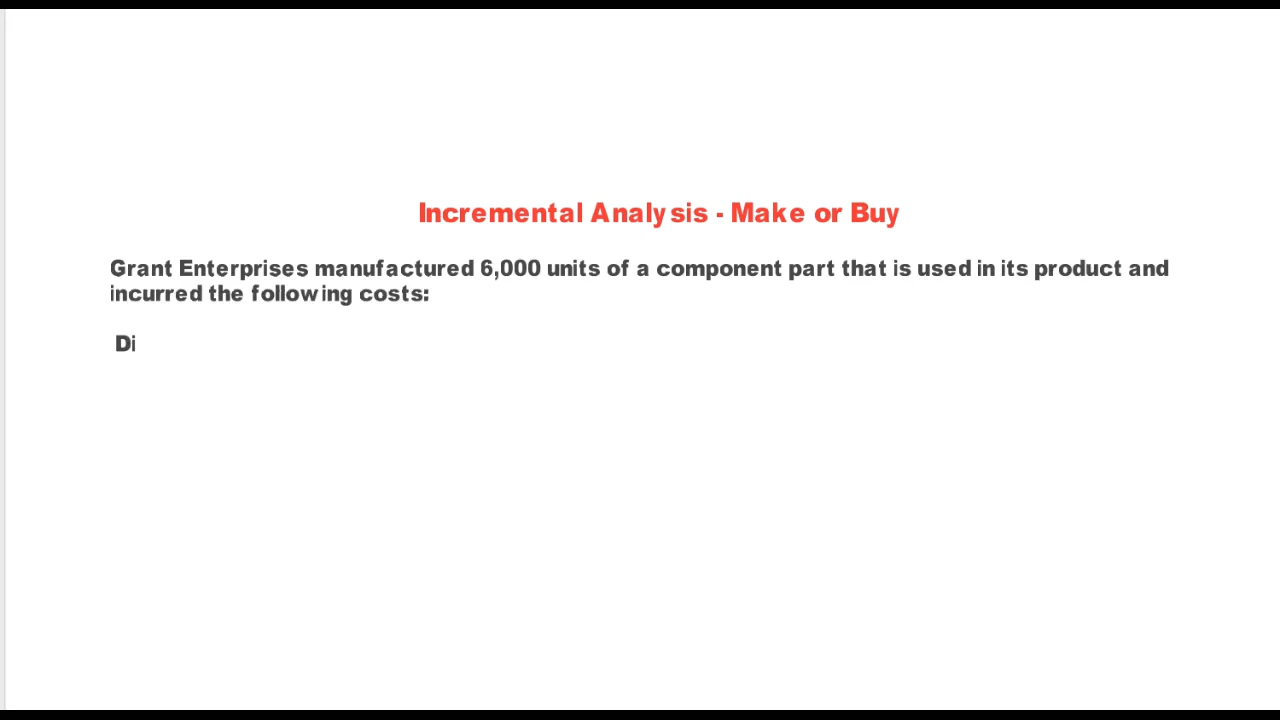 Incremental Analysis - Make or Buy
Grant Enterprises manufactured 6,000 units of a component part that is used in its product and
incurred the following costs:
Di